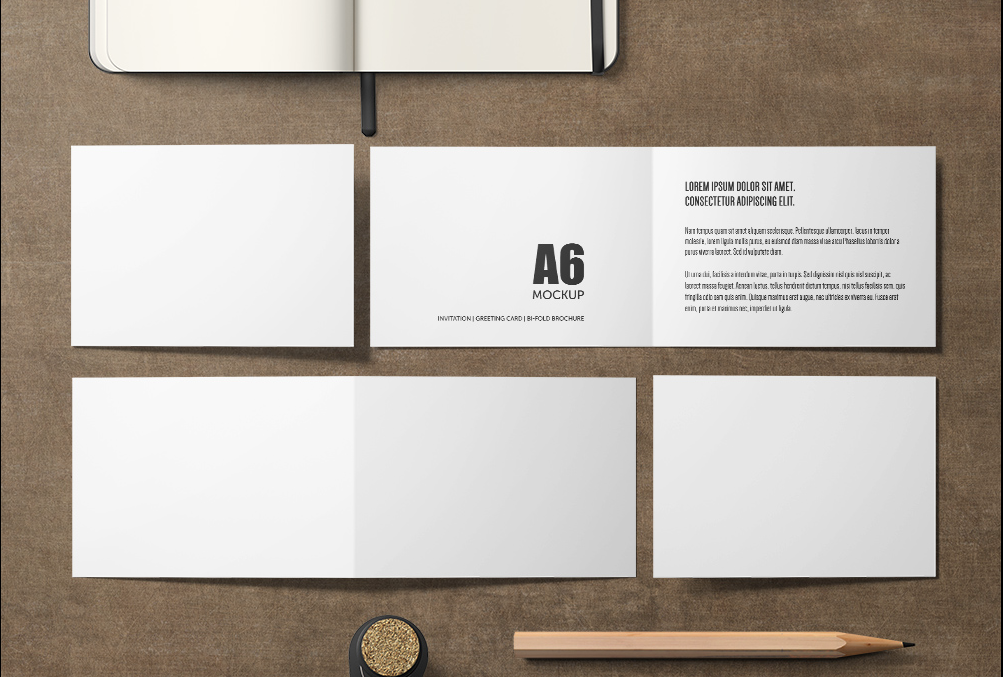 A6
MOCKUP
INVITATION | GREETING CARD | BI-FOLD BROCHURE
LOREM IPSUM DOLOR SIT AMET.
CONSECTETUR ADIPISCING ELIT.
Nam tempus quam sit amet aliquam scelerisque. Pellentesque ullamcorper, lacus in tempor
molestie, lorem ligula mollis purus, eu euismod diam massa vitae arcu! Phasellus lobortis dolor a
purus viverra laoreet. Sed id vulputate diam.
Ut urna dui, facilisis a interdum vitae, porta in turpis. Sed dignissim nisl quis nisl suscipit, ac
laoreet massa feugiat. Aenean luctus, tellus hendrerit dictum tempus, nisi tellus facilisis sem, quis
fringilla odio sem quis enim. Quisque maximus erat augue, nec ultricies ex viverra eu. Fusce erat
enim, porta et maximus nec, imperdiet ut ligula.